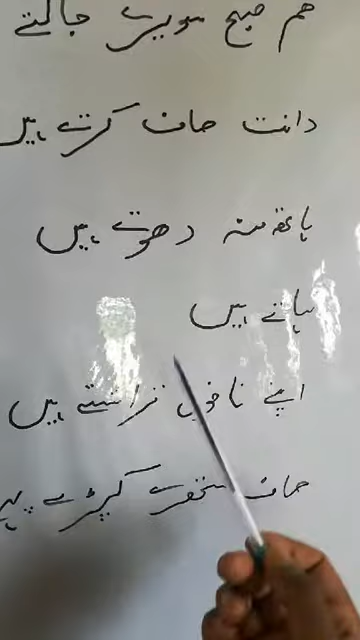 ہم صبح سویرے جاگتے
دانت صاف کرتے ہیں
ہاتھ منہ دھوتے ہیں
نہاتے ہیں
اپنے ناخن تراشتے ہیں
صاف ستھرے کپڑے